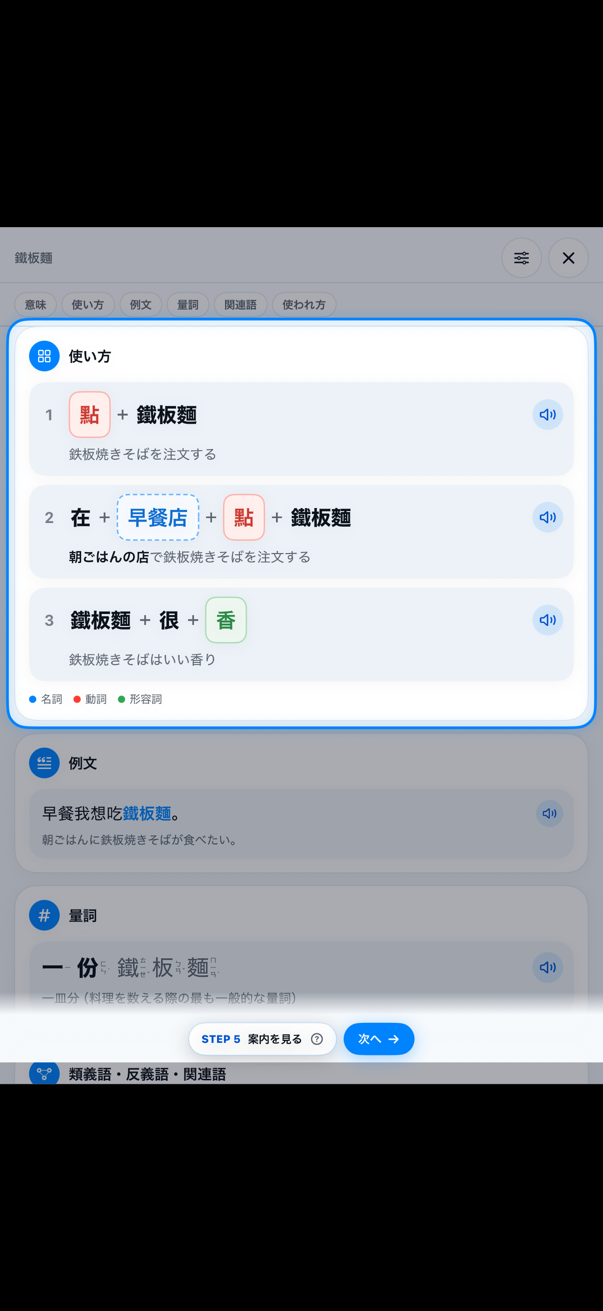 鐵板麵
意味 使い方 例文 量詞 関連語 使われ方
使い方
1 點 + 鐵板麵
鉄板焼きそばを注文する
2 在 + 早餐店 + 點 + 鐵板麵
朝ごはんの店で鉄板焼きそばを注文する
3 鐵板麵 + 很 + 香
鉄板焼きそばはいい香り
名詞 動詞 形容詞
例文
早餐我想吃鐵板麵。
朝ごはんに鉄板焼きそばが食べたい。
# 量詞
一份鐵板麵
一皿分（料理を数える際の最も一般的な量詞）
STEP 5 案内を見る ? 次へ →
類義語・反義語・関連語